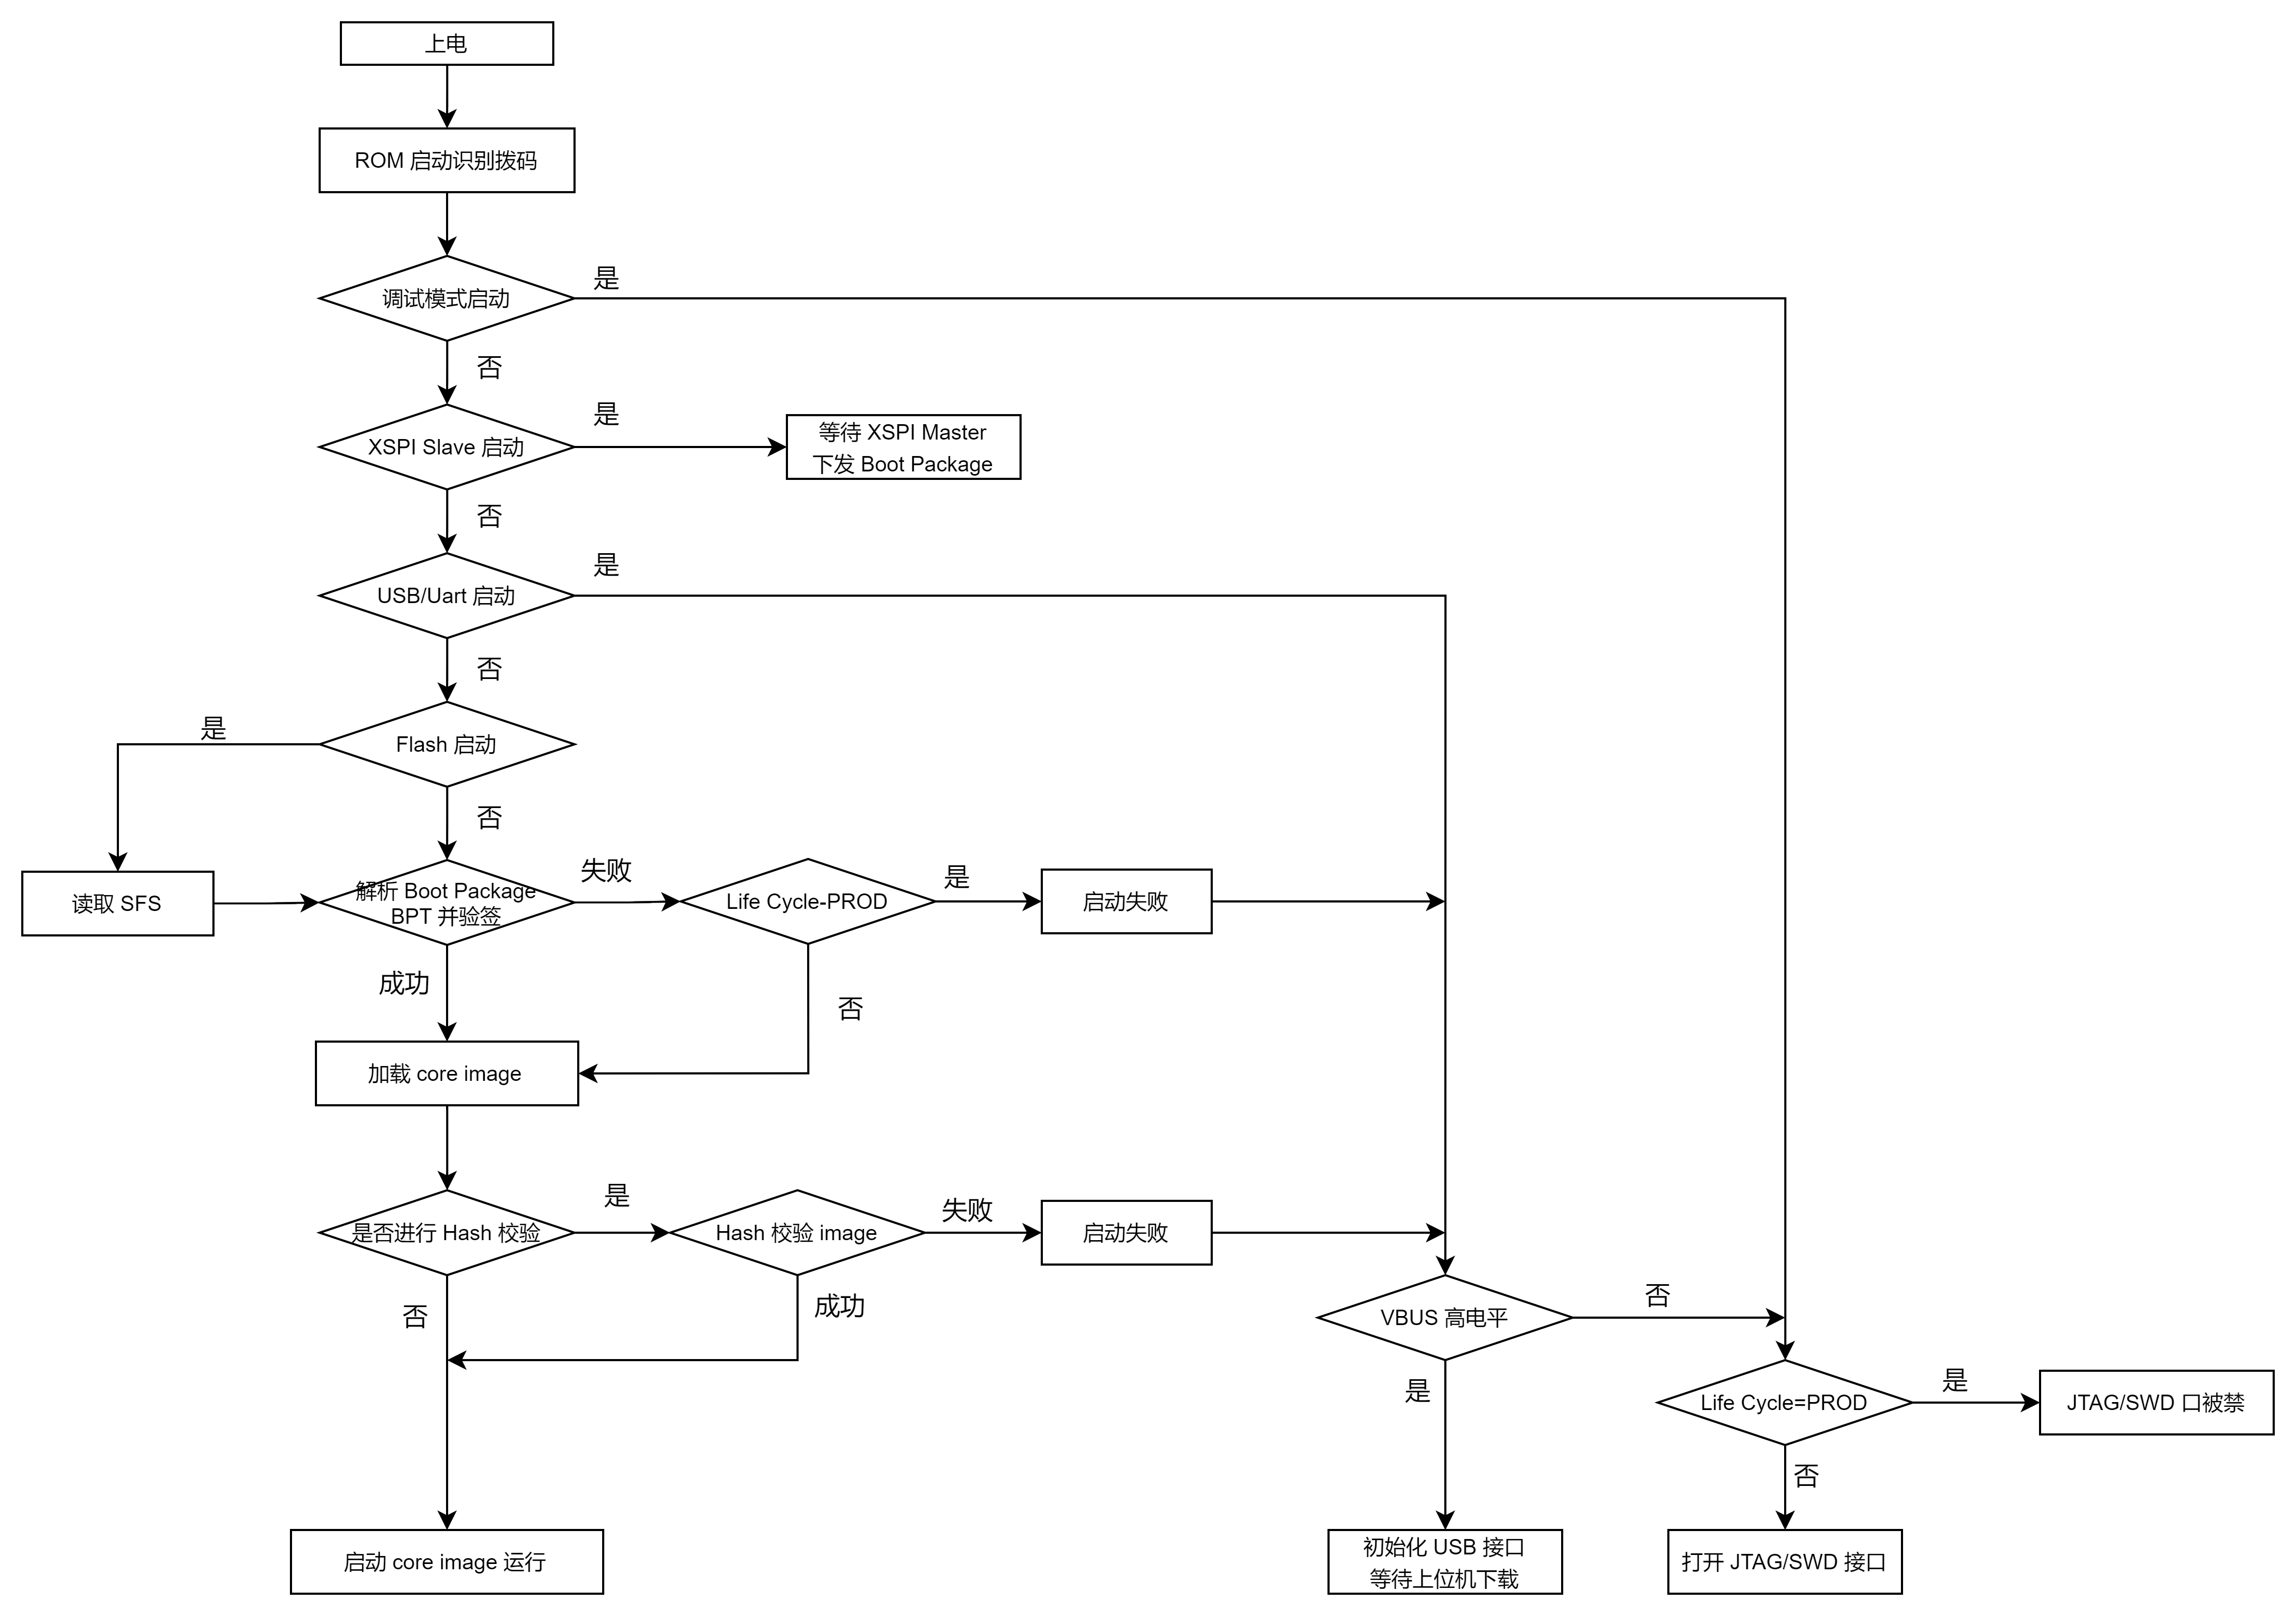 上电
ROM 启动识别拨码
调试模式启动
是
否
XSPI Slave 启动
是
等待 XSPI Master
下发 Boot Package
否
USB/Uart 启动
是
否
Flash 启动
是
否
读取 SFS
解析 Boot Package
BPT 并验签
失败
Life Cycle-PROD
是
启动失败
成功
否
加载 core image
是否进行 Hash 校验
是
Hash 校验 image
失败
启动失败
否
成功
VBUS 高电平
否
是
Life Cycle=PROD
是
JTAG/SWD 口被禁
否
启动 core image 运行
初始化 USB 接口
等待上位机下载
打开 JTAG/SWD 接口